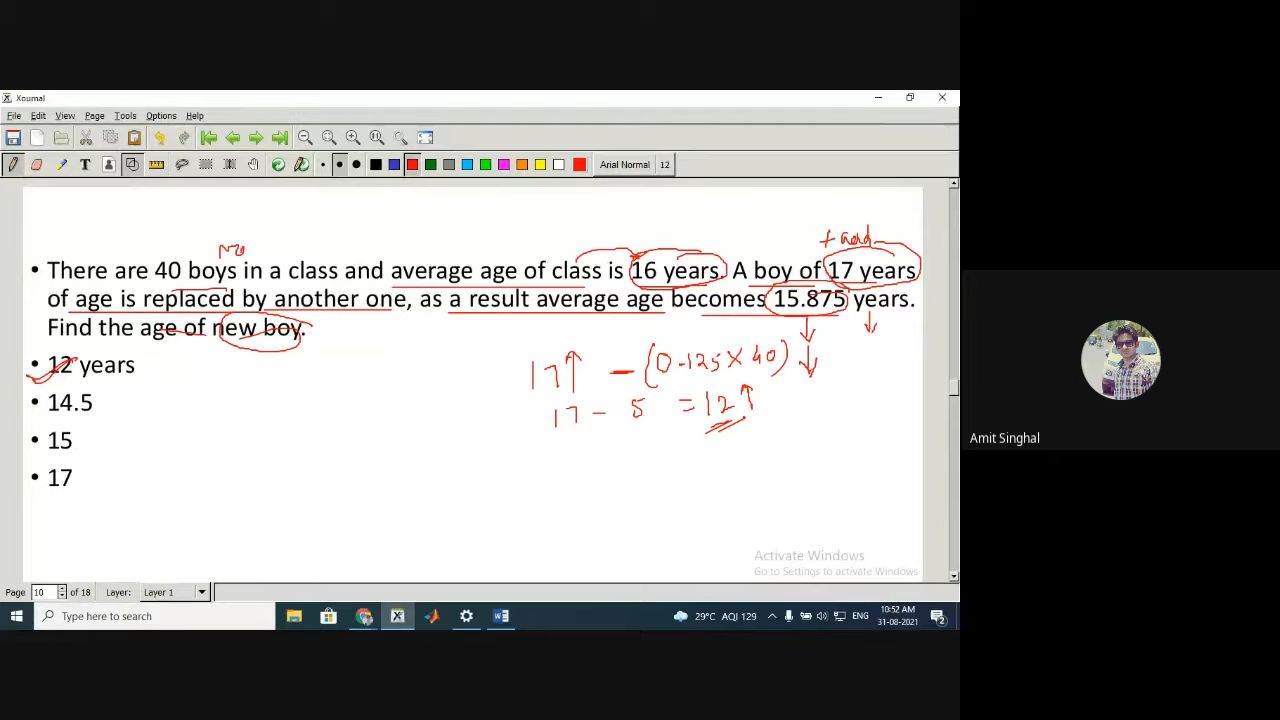 Xournal
File Edit View Page Tools Options Help
Arial Normal 12
+ add
• There are 40 boys in a class and average age of class is 16 years. A boy of 17 years
of age is replaced by another one, as a result average age becomes 15.875 years.
Find the age of new boy.
• 12 years
• 14.5
• 15
• 17
17 ↑ - (0.125 × 40) ↓
17 - 5 = 12 ↑
Amit Singhal
Activate Windows
Go to Settings to activate Windows.
Page 10 of 18 Layer: Layer 1
Type here to search
29°C AQI 129 ENG 10:52 AM
31-08-2021
2